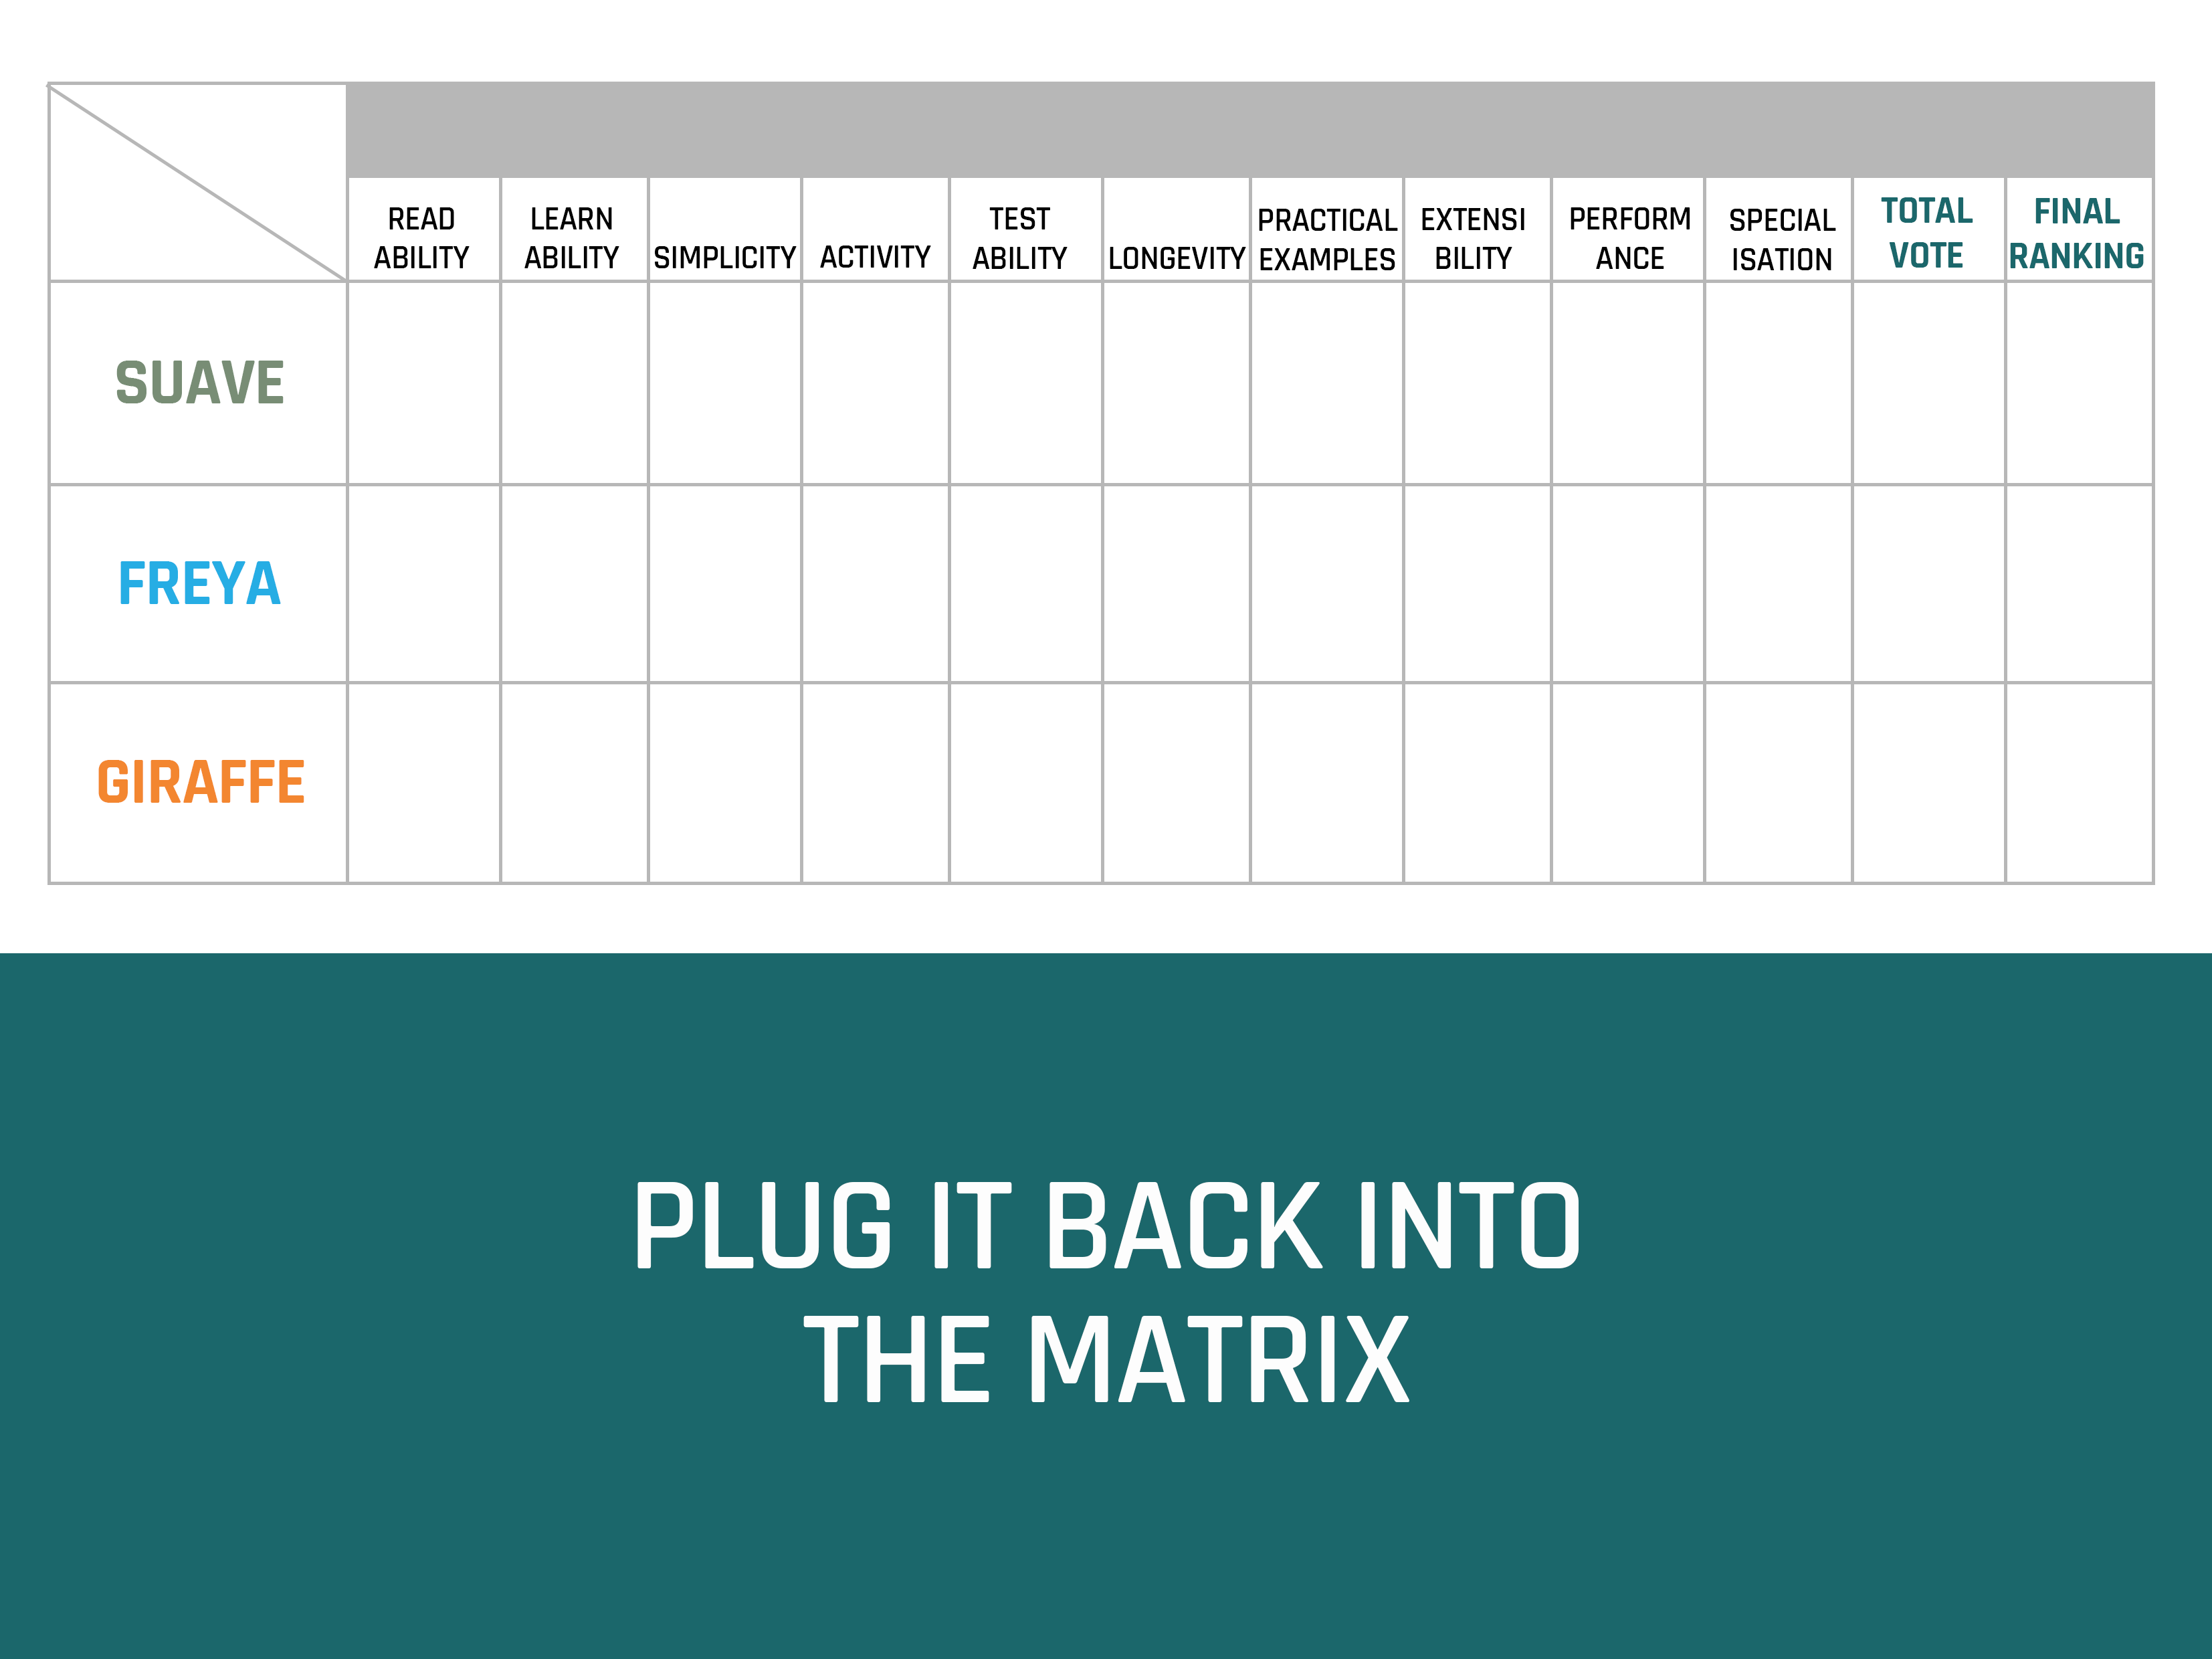 READ ABILITY
LEARN ABILITY
SIMPLICITY
ACTIVITY
TEST ABILITY
LONGEVITY
PRACTICAL EXAMPLES
EXTENSI BILITY
PERFORM ANCE
SPECIAL ISATION
TOTAL VOTE
FINAL RANKING
SUAVE
FREYA
GIRAFFE
PLUG IT BACK INTO
THE MATRIX